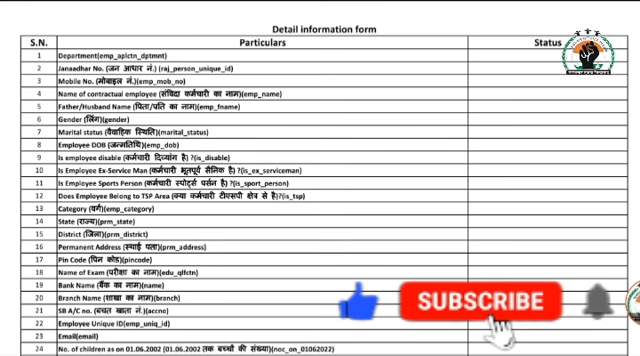 Detail information form
S.N. Particulars Status
1 Department(emp_aplctn_dptmnt)
2 Janaadhar No. (जन आधार नं.) (raj_person_unique_id)
3 Mobile No. (मोबाइल नं.)(emp_mob_no)
4 Name of contractual employee (संविदा कर्मचारी का नाम)(emp_name)
5 Father/Husband Name (पिता/पति का नाम)(emp_fname)
6 Gender (लिंग)(gender)
7 Marital status (वैवाहिक स्थिति)(marital_status)
8 Employee DOB (जन्मतिथि)(emp_dob)
9 Is employee disable (कर्मचारी दिव्यांग है ?(is_disable)
10 Is Employee Ex-Service Man (कर्मचारी भूतपूर्व सैनिक है ?(is_ex_serviceman)
11 Is Employee Sports Person (कर्मचारी स्पोर्ट्स पर्सन है)?(is_sport_person)
12 Does Employee Belong to TSP Area (क्या कर्मचारी टीएसपी क्षेत्र से है)?(is_tsp)
13 Category (वर्ग)(emp_category)
14 State (राज्य)(prm_state)
15 District (जिला)(prm_district)
16 Permanent Address (स्थाई पता)(prm_address)
17 Pin Code (पिन कोड)(pincode)
18 Name of Exam (परीक्षा का नाम)(edu_qlfctn)
19 Bank Name (बैंक का नाम)(name)
20 Branch Name (शाखा का नाम)(branch)
21 SB A/C No. (बचत खाता नं.)(accno)
22 Employee Unique ID(emp_uniq_id)
23 Email(email)
24 No. of children as on 01.06.2002 (01.06.2002 तक बच्चों की संख्या)(noc_on_01062022)
SUBSCRIBE